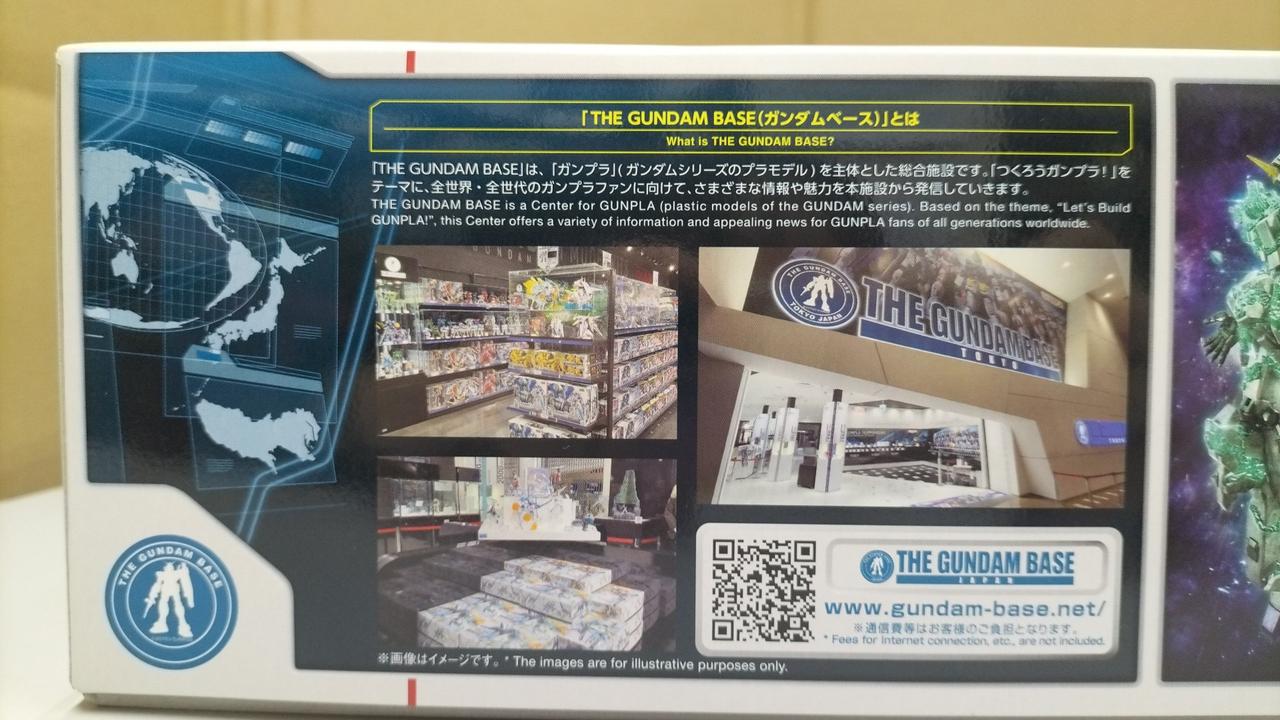 「THE GUNDAM BASE(ガンダムベース)」とは
What is THE GUNDAM BASE?
「THE GUNDAM BASE」は、「ガンプラ」(ガンダムシリーズのプラモデル)を主体とした総合施設です。「つくろうガンプラ!」を
テーマに、全世界・全世代のガンプラファンに向けて、さまざまな情報や魅力を本施設から発信していきます。
THE GUNDAM BASE is a Center for GUNPLA (plastic models of the GUNDAM series). Based on the theme, “Let's Build
GUNPLA!”, this Center offers a variety of information and appealing news for GUNPLA fans of all generations worldwide.
THE GUNDAM BASE
TOKYO JAPAN
THE GUNDAM BASE
TOKYO
THE GUNDAM BASE
THE GUNDAM BASE
JAPAN
www.gundam-base.net/
※通信費等はお客様のご負担となります。
* Fees for Internet connection, etc., are not included.
※画像はイメージです。 * The images are for illustrative purposes only.